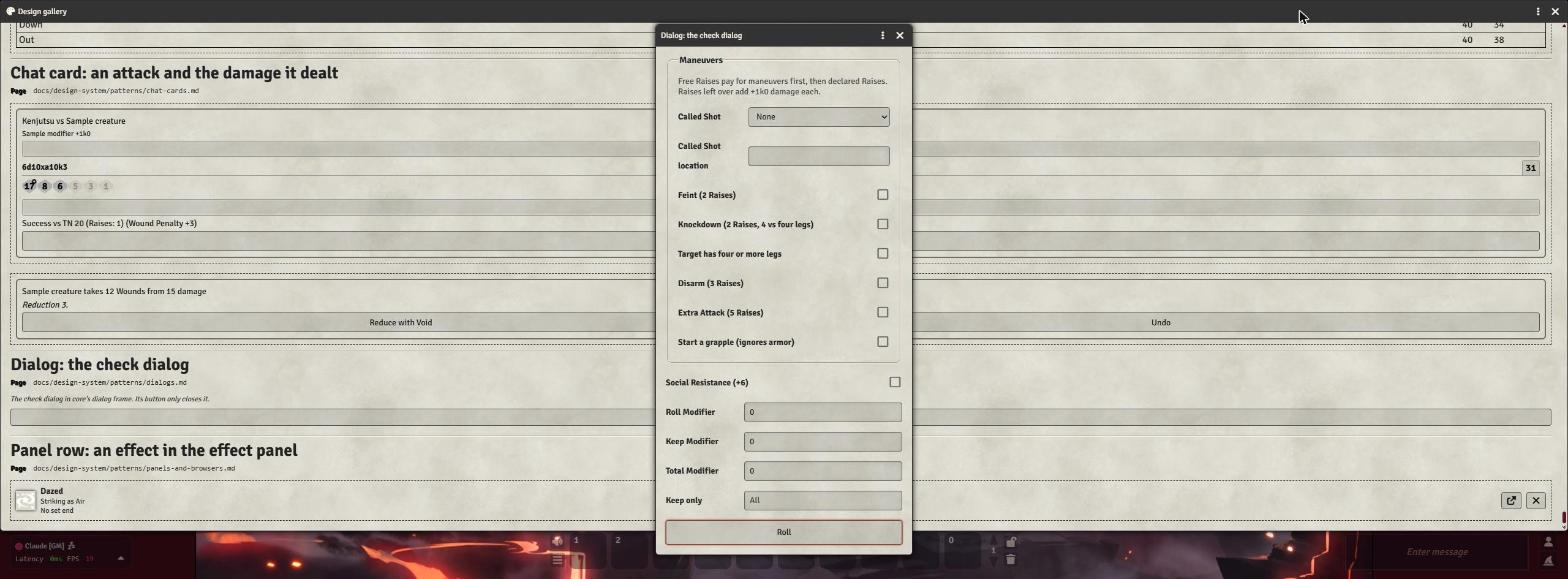 Design gallery
Down 40 34
Out 40 38
Chat card: an attack and the damage it dealt
Page docs/design-system/patterns/chat-cards.md
Kenjutsu vs Sample creature
Sample modifier +1k0
6d10xa10k3
31
17 8 6 5 3 1
Success vs TN 20 (Raises: 1) (Wound Penalty +3)
Sample creature takes 12 Wounds from 15 damage
Reduction 3.
Reduce with Void
Undo
Dialog: the check dialog
Page docs/design-system/patterns/dialogs.md
The check dialog in core's dialog frame. Its button only closes it.
Panel row: an effect in the effect panel
Page docs/design-system/patterns/panels-and-browsers.md
Dazed
Striking as Air
No set end
Dialog: the check dialog
Maneuvers
Free Raises pay for maneuvers first, then declared Raises.
Raises left over add +1k0 damage each.
Called Shot None
Called Shot
location
Feint (2 Raises)
Knockdown (2 Raises, 4 vs four legs)
Target has four or more legs
Disarm (3 Raises)
Extra Attack (5 Raises)
Start a grapple (ignores armor)
Social Resistance (+6)
Roll Modifier 0
Keep Modifier 0
Total Modifier 0
Keep only All
Roll
Claude [GM]
Latency 0ms FPS 19
1 2 0
1
Enter message